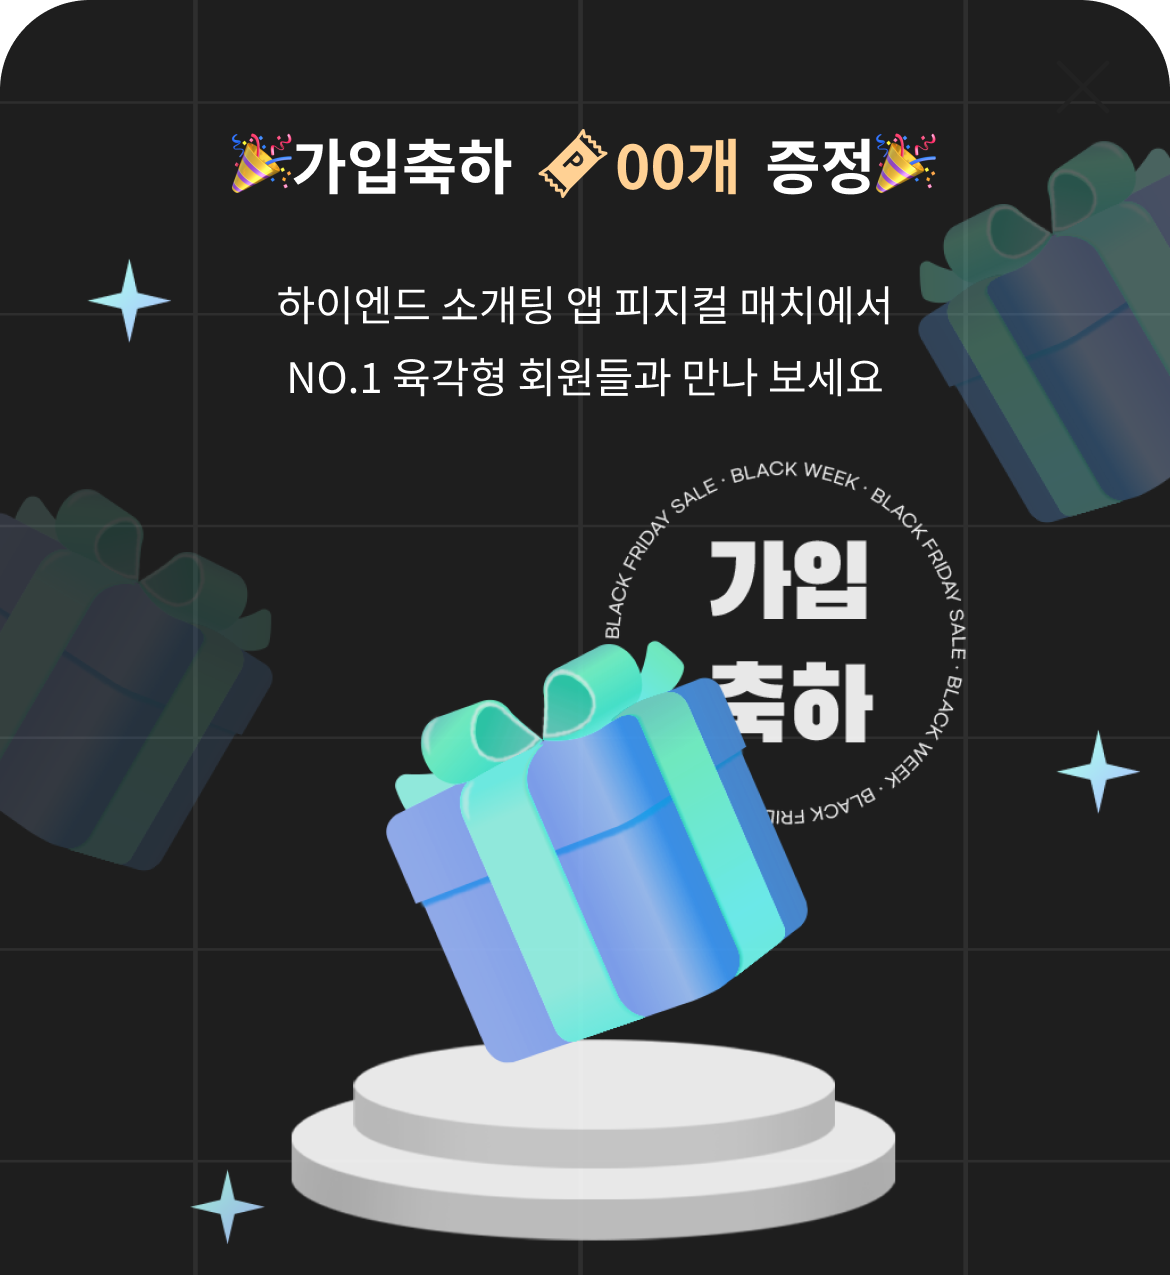 🎉가입축하 P 00개 증정🎉
하이엔드 소개팅 앱 피지컬 매치에서
NO.1 육각형 회원들과 만나 보세요
BLACK FRIDAY SALE · BLACK WEEK · BLACK FRIDAY SALE · BLACK WEEK · BLACK
가입
축하